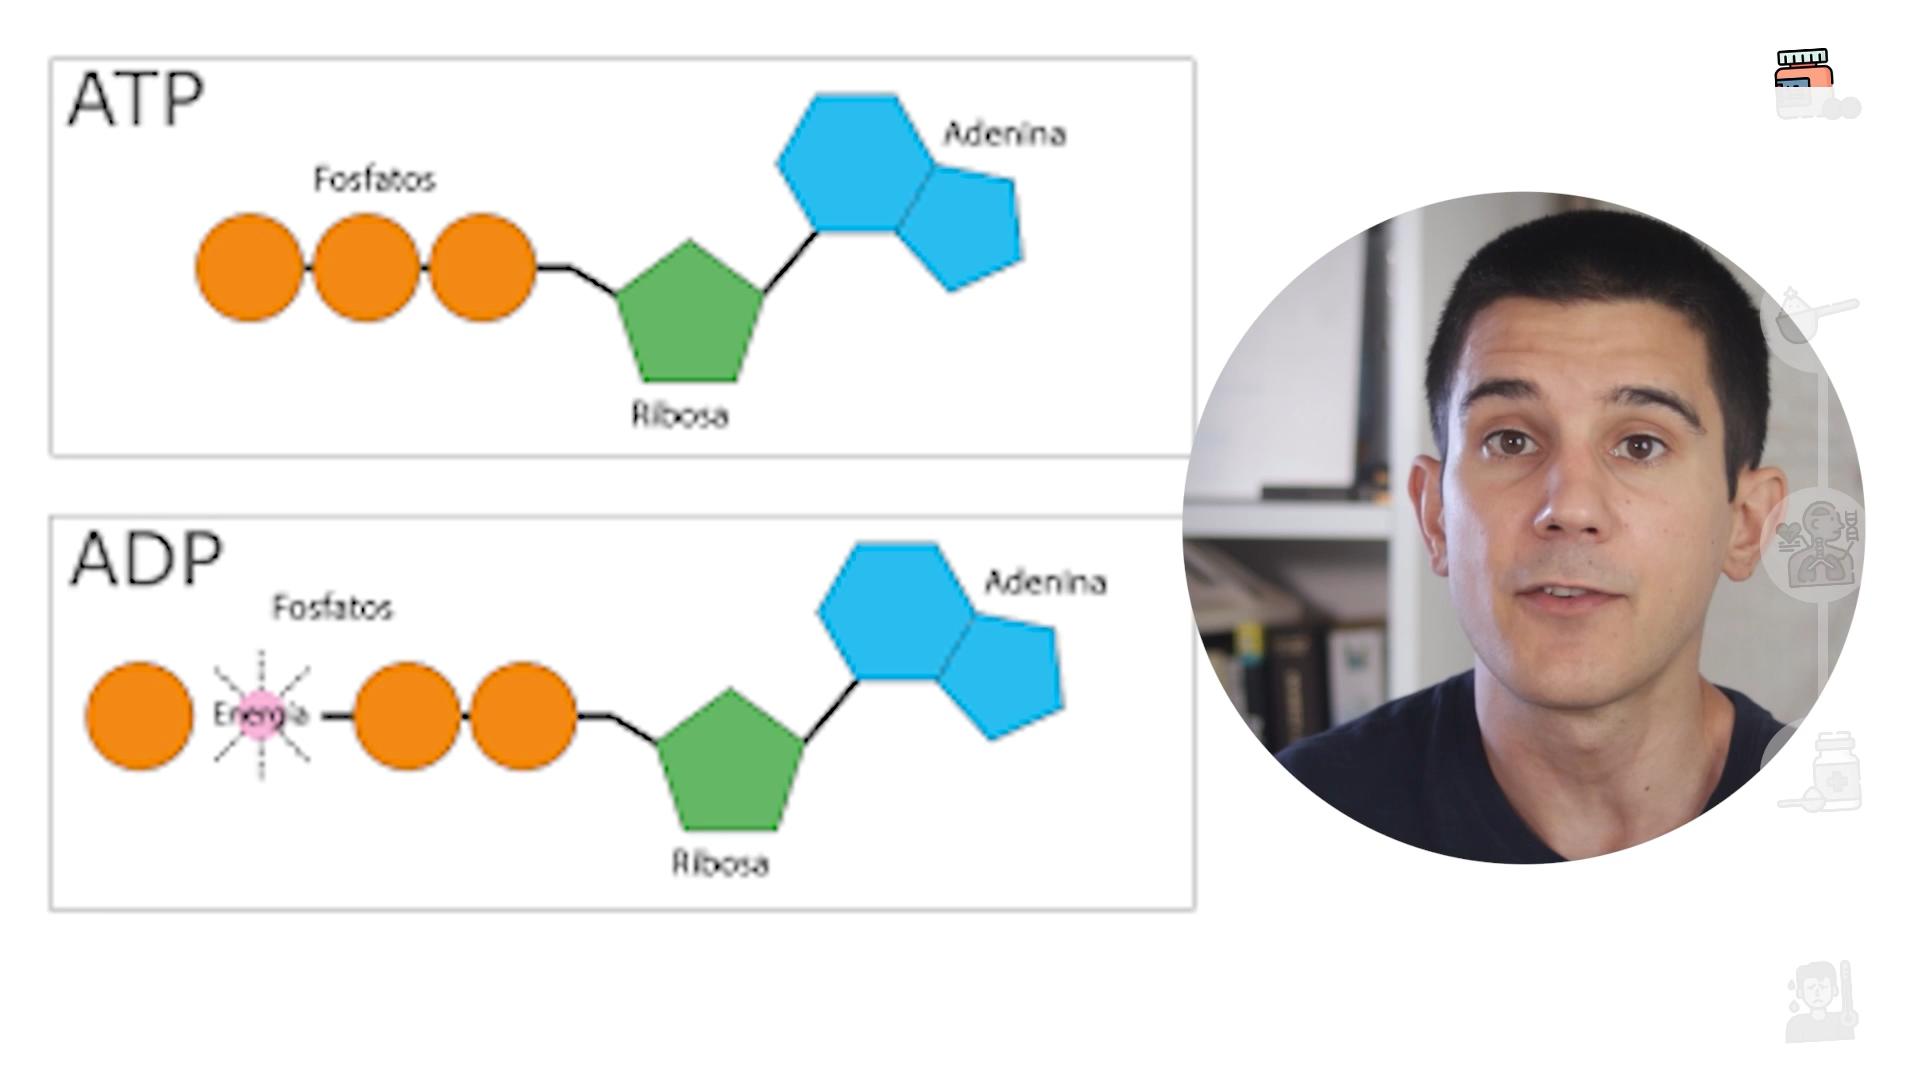 ATP
Fosfatos
Adenina
Ribosa
ADP
Fosfatos
Adenina
Energía
Ribosa